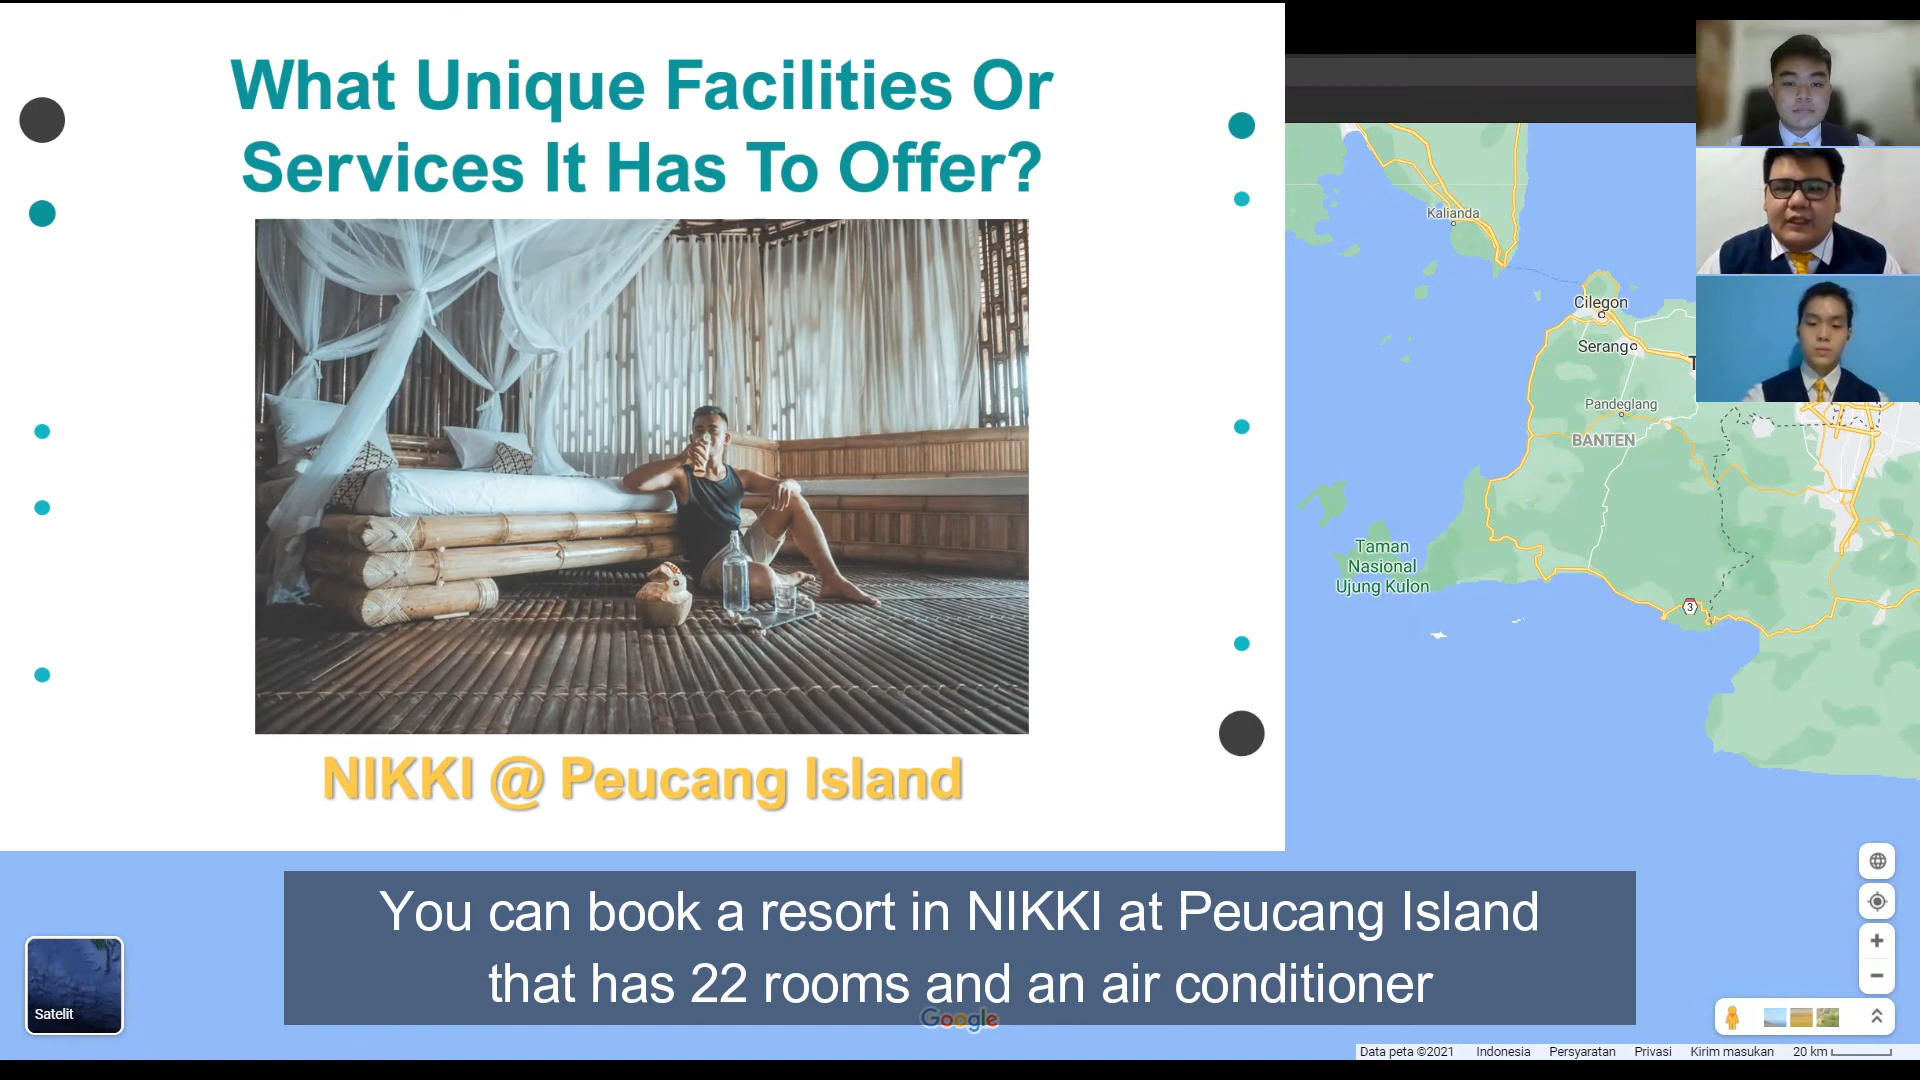 What Unique Facilities Or
Services It Has To Offer?
NIKKI @ Peucang Island
Kalianda
Cilegon
Serang
T
Pandeglang
BANTEN
Taman
Nasional
Ujung Kulon
3
You can book a resort in NIKKI at Peucang Island
that has 22 rooms and an air conditioner
Satelit
Google
Data peta ©2021 Indonesia Persyaratan Privasi Kirim masukan 20 km